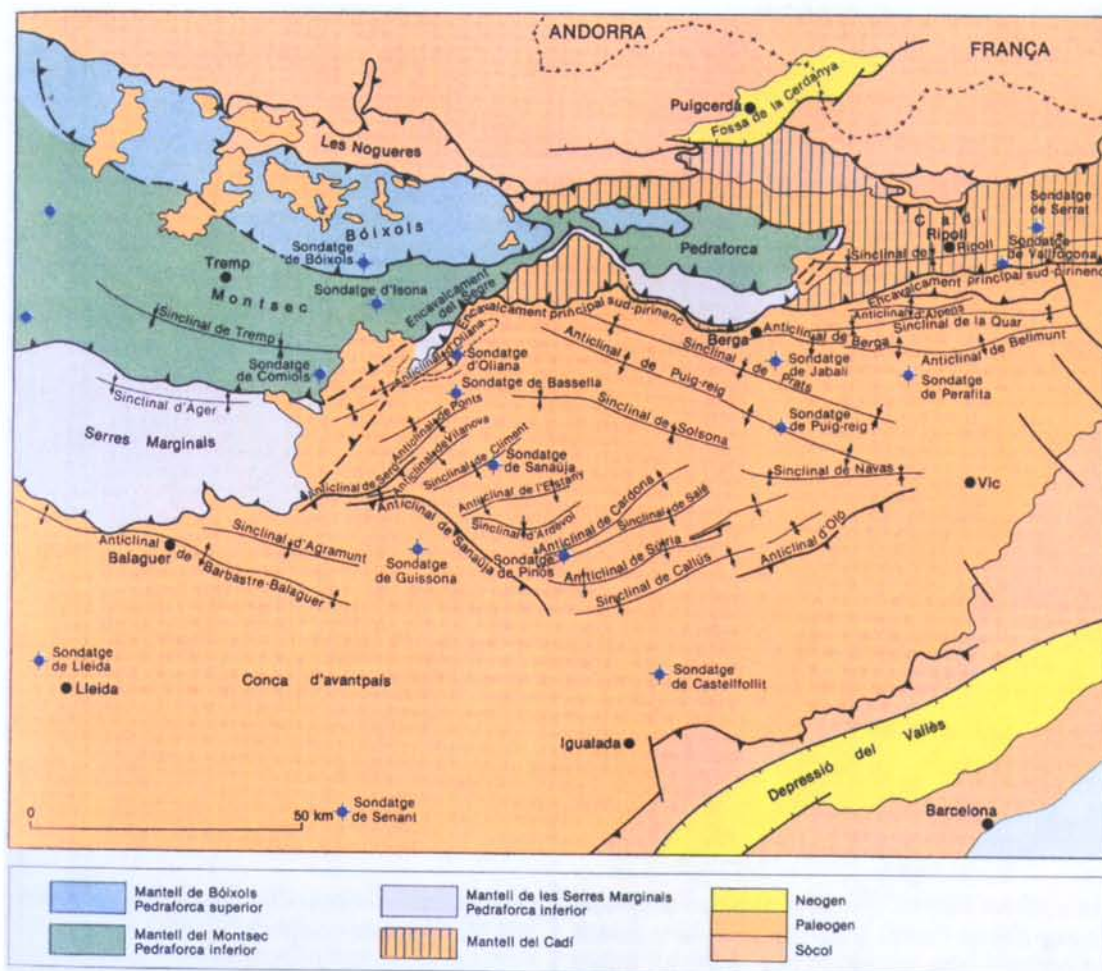 ANDORRA
FRANÇA
Puigcerdà
Fossa de la Cerdanya
Les Nogueres
Bóixols
Sondatge
de Bóixols
Tremp
Montsec
Sondatge d'Isona
Sinclinal de Tremp
Sondatge
de Comiols
Sinclinal d'Ager
Serres Marginals
Encavalcament
del Segre
Encavalcament principal sud-pirinenc
Pedraforca
Cadí
Sondatge
de Serrat
Ripoll
Sinclinal de Ripoll
Sondatge
de Vallfogona
Encavalcament principal sud-pirinenc
Anticlinal d'Alpens
Sinclinal de la Quar
Berga
Anticlinal de Berga
Anticlinal de Bellmunt
Anticlinal d'Oliana
Sondatge
d'Oliana
Sondatge de Bassella
Anticlinal de Puig-reig
Sinclinal de Prats
Sondatge
de Jabalí
Sondatge
de Perafita
Sondatge
de Puig-reig
Sinclinal de Solsona
Anticlinal de Ponts
Anticlinal de Vilanova
Sinclinal de Climent
Sondatge
de Sanaüja
Anticlinal de l'Estany
Sinclinal d'Ardèvol
Anticlinal de Cardona
Sinclinal de Salé
Sinclinal de Navas
Vic
Anticlinal de Sanaüja
Anticlinal d'Oló
Anticlinal de Súria
Sinclinal de Callús
Sondatge
de Pinós
Sinclinal d'Agramunt
Anticlinal
de Barbastre-Balaguer
Balaguer
Sondatge
de Guissona
Sondatge
de Lleida
Lleida
Conca d'avantpaís
Sondatge
de Castellfollit
Igualada
Depressió del Vallès
Barcelona
Sondatge
de Senant
0 50 km
Mantell de Bóixols
Pedraforca superior
Mantell del Montsec
Pedraforca inferior
Mantell de les Serres Marginals
Pedraforca inferior
Mantell del Cadí
Neogen
Paleogen
Sòcol